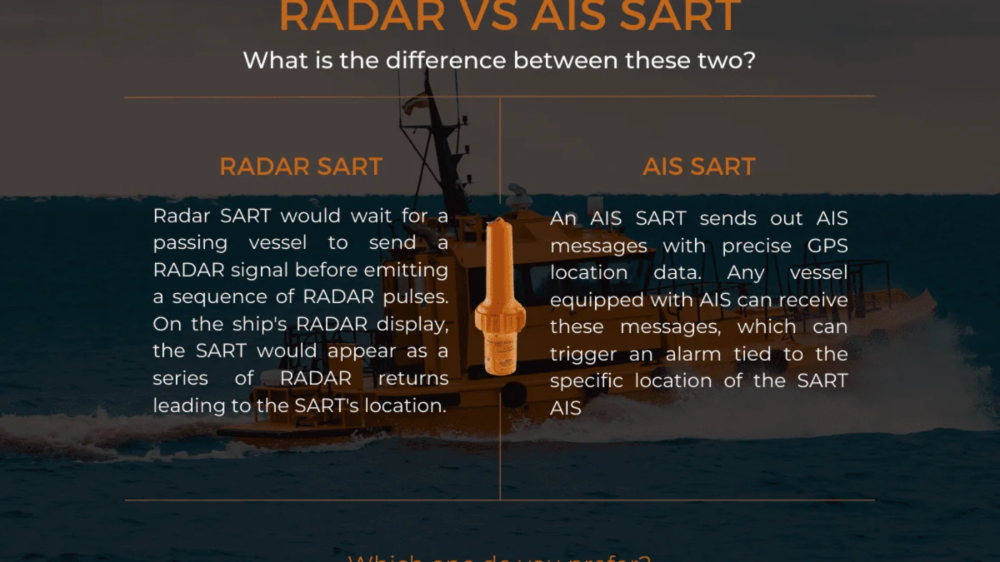 RADAR VS AIS SART
What is the difference between these two?
RADAR SART
Radar SART would wait for a
passing vessel to send a
RADAR signal before emitting
a sequence of RADAR pulses.
On the ship's RADAR display,
the SART would appear as a
series of RADAR returns
leading to the SART's location.
AIS SART
An AIS SART sends out AIS
messages with precise GPS
location data. Any vessel
equipped with AIS can receive
these messages, which can
trigger an alarm tied to the
specific location of the SART
AIS
Which one do you prefer?